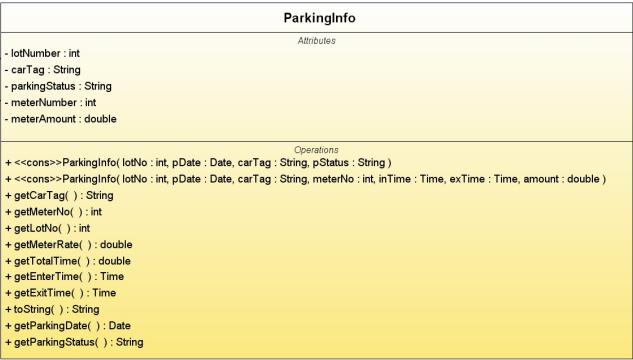 ParkingInfo
Attributes
- lotNumber : int
- carTag : String
- parkingStatus : String
- meterNumber : int
- meterAmount : double
Operations
+ <<cons>>ParkingInfo( lotNo : int, pDate : Date, carTag : String, pStatus : String )
+ <<cons>>ParkingInfo( lotNo : int, pDate : Date, carTag : String, meterNo : int, inTime : Time, exTime : Time, amount : double )
+ getCarTag( ) : String
+ getMeterNo( ) : int
+ getLotNo( ) : int
+ getMeterRate( ) : double
+ getTotalTime( ) : double
+ getEnterTime( ) : Time
+ getExitTime( ) : Time
+ toString( ) : String
+ getParkingDate( ) : Date
+ getParkingStatus( ) : String